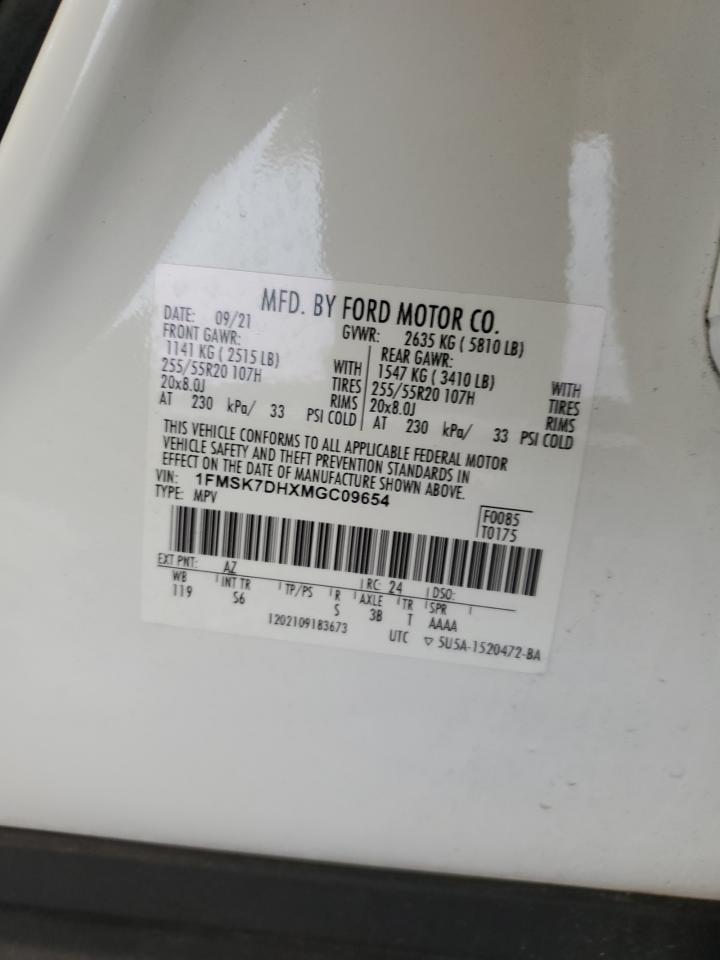 MFD. BY FORD MOTOR CO.
DATE: 09/21 GVWR: 2635 KG ( 5810 LB)
FRONT GAWR: REAR GAWR:
1141 KG ( 2515 LB) WITH 1547 KG ( 3410 LB) WITH
255/55R20 107H TIRES 255/55R20 107H TIRES
20x8.0J RIMS 20x8.0J RIMS
AT 230 kPa/ 33 PSI COLD AT 230 kPa/ 33 PSI COLD
THIS VEHICLE CONFORMS TO ALL APPLICABLE FEDERAL MOTOR
VEHICLE SAFETY AND THEFT PREVENTION STANDARDS IN
EFFECT ON THE DATE OF MANUFACTURE SHOWN ABOVE.
VIN: 1FMSK7DHXMGC09654
TYPE: MPV
F0085
T0175
EXT PNT: AZ RC: 24 DSO:
WB INT TR TP/PS R AXLE TR SPR
119 S6 S 3B T AAAA
1202109183673 UTC ▽ 5U5A-1520472-BA